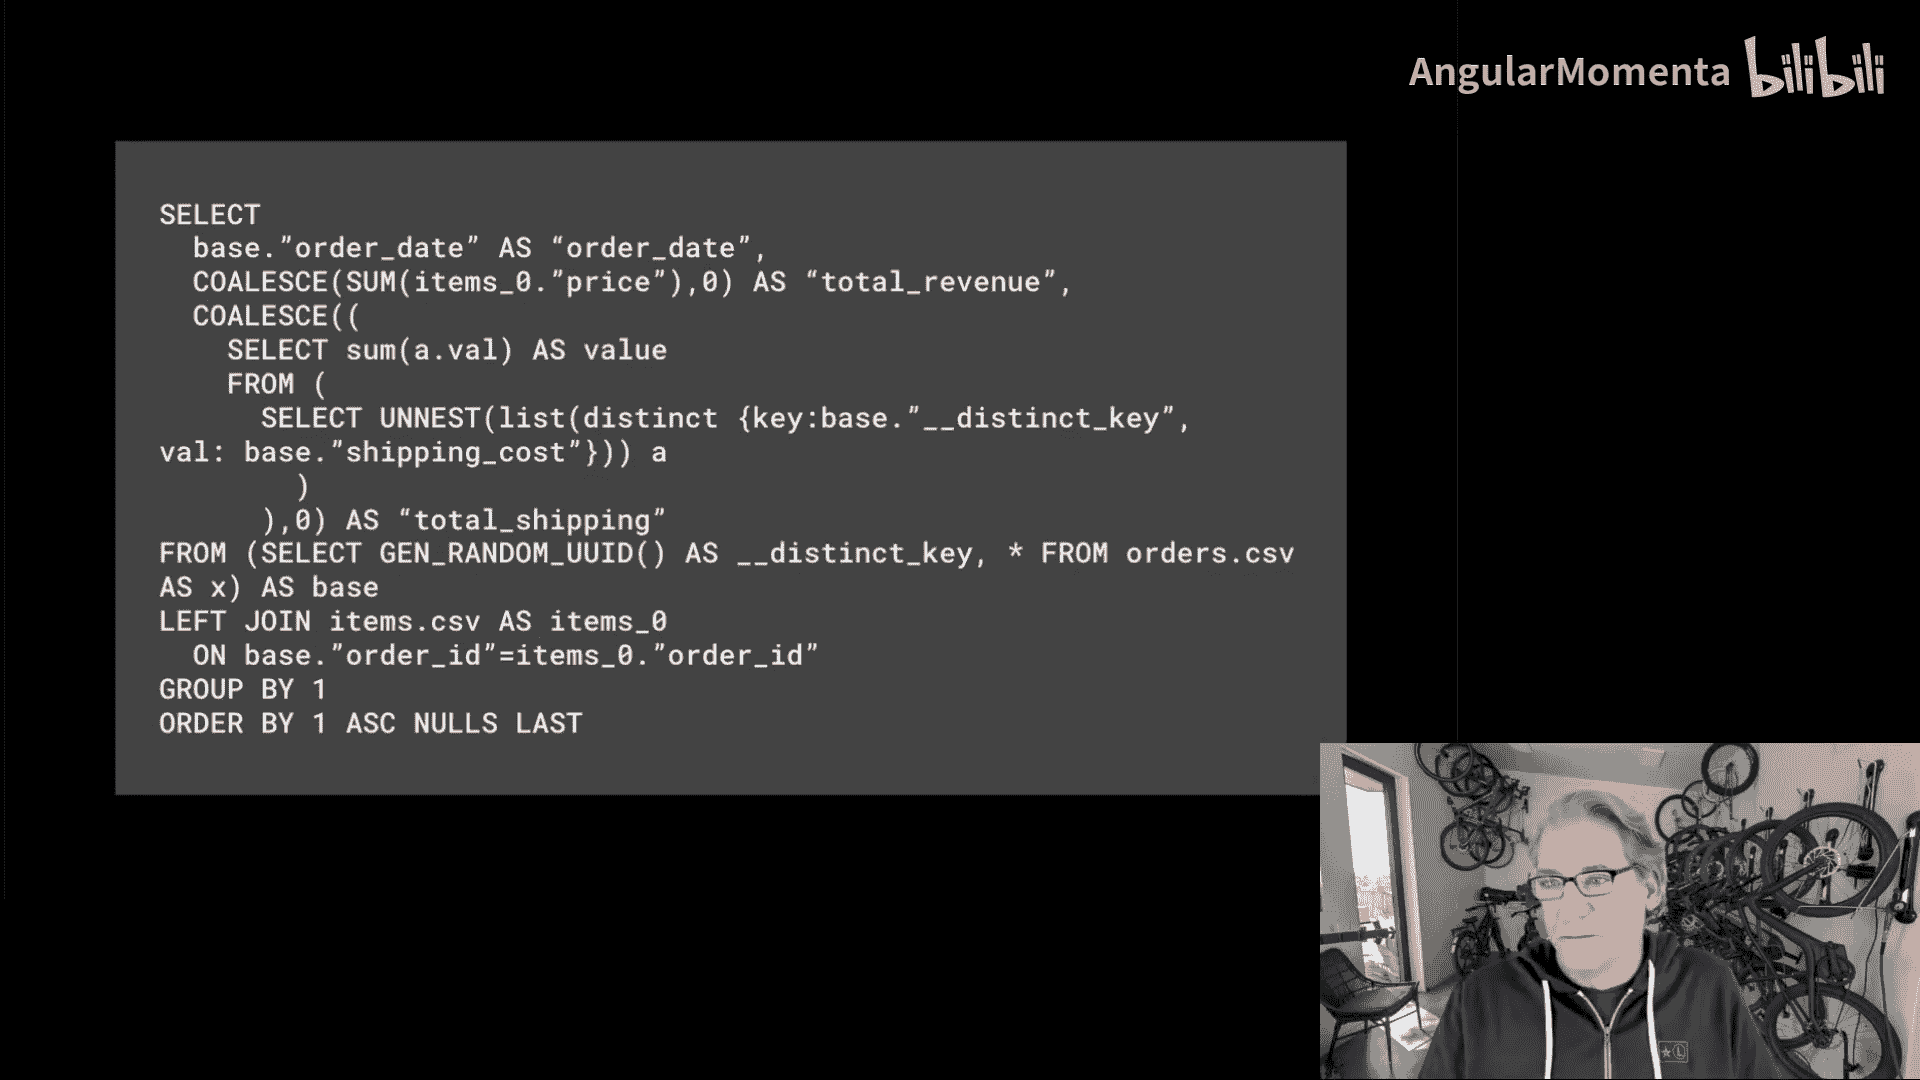 AngularMomenta bilibili
SELECT
base.”order_date” AS “order_date”,
COALESCE(SUM(items_0.”price”),0) AS “total_revenue”,
COALESCE((
SELECT sum(a.val) AS value
FROM (
SELECT UNNEST(list(distinct {key:base.”__distinct_key”,
val: base.”shipping_cost”})) a
)
),0) AS “total_shipping”
FROM (SELECT GEN_RANDOM_UUID() AS __distinct_key, * FROM orders.csv
AS x) AS base
LEFT JOIN items.csv AS items_0
ON base.”order_id”=items_0.”order_id”
GROUP BY 1
ORDER BY 1 ASC NULLS LAST